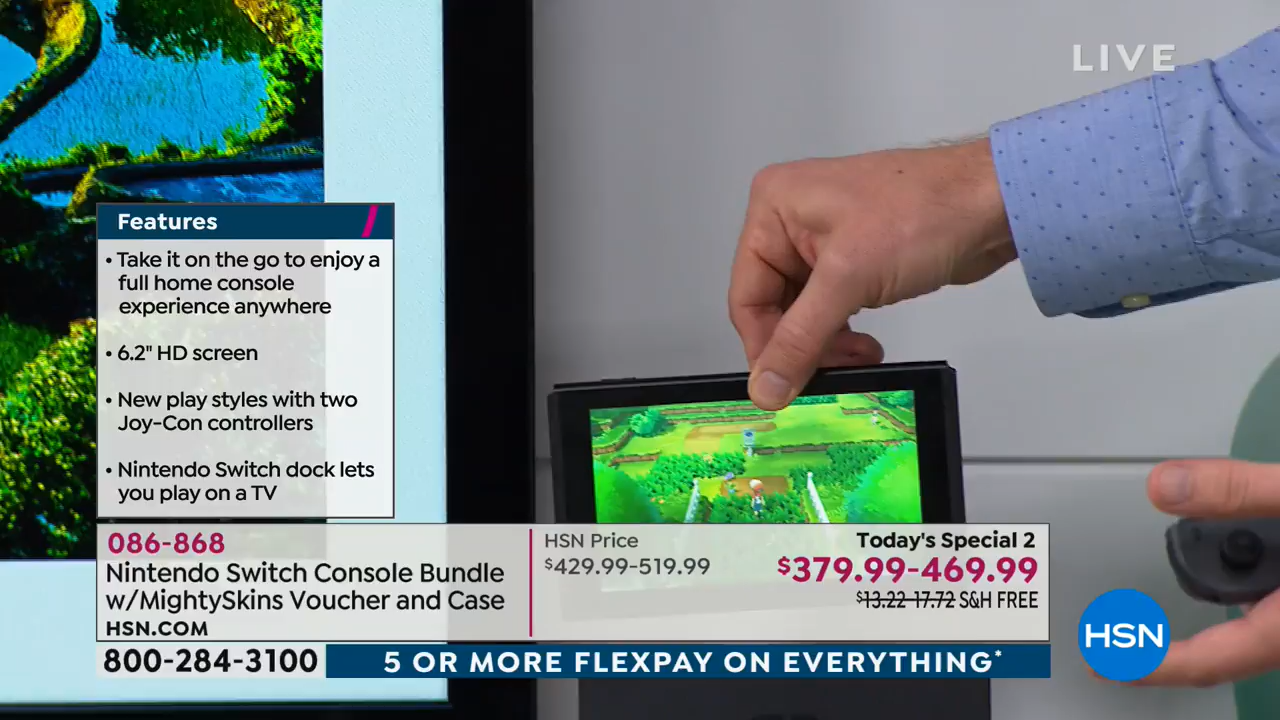 LIVE
Features
• Take it on the go to enjoy a
full home console
experience anywhere
• 6.2" HD screen
• New play styles with two
Joy-Con controllers
• Nintendo Switch dock lets
you play on a TV
086-868
Nintendo Switch Console Bundle
w/MightySkins Voucher and Case
HSN.COM
HSN Price
$429.99-519.99
Today's Special 2
$379.99-469.99
$13.22-17.72 S&H FREE
HSN
800-284-3100
5 OR MORE FLEXPAY ON EVERYTHING*